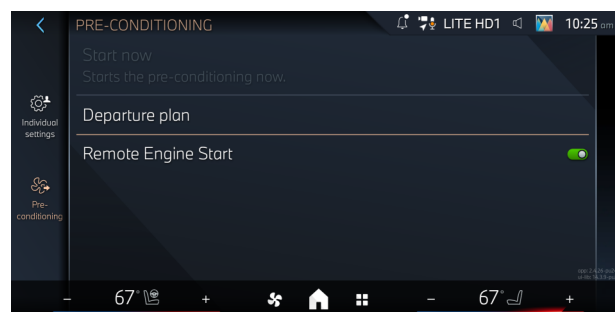 PRE-CONDITIONING
LITE HD1
10:25 am
Start now
Starts the pre-conditioning now.
Individual
settings
Departure plan
Remote Engine Start
Pre-
conditioning
- 67° +
- 67° +